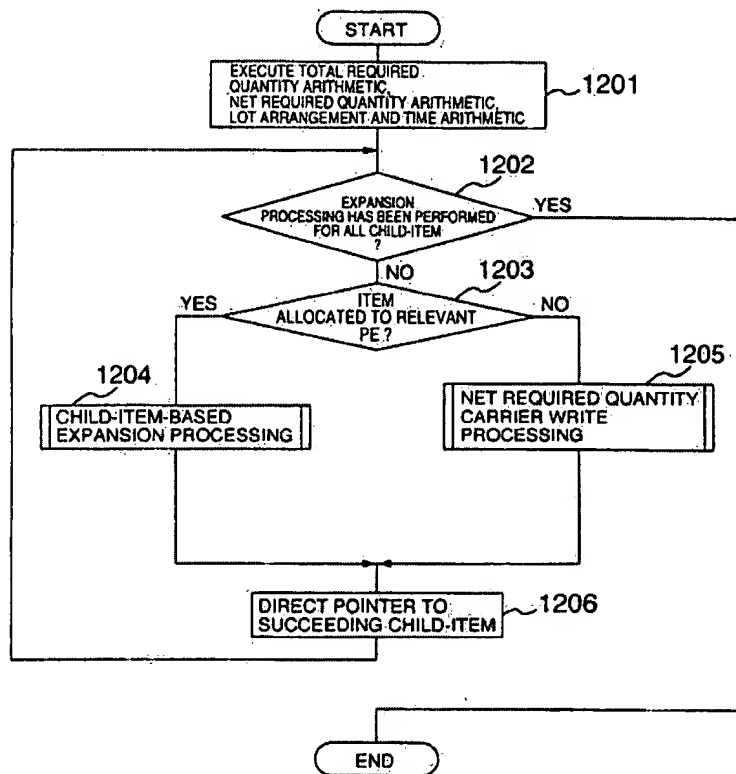 START
EXECUTE TOTAL REQUIRED
QUANTITY ARITHMETIC,
NET REQUIRED QUANTITY ARITHMETIC,
LOT ARRANGEMENT AND TIME ARITHMETIC
1201
1202
EXPANSION
PROCESSING HAS BEEN PERFORMED
FOR ALL CHILD-ITEM
?
YES
NO
1203
YES
ITEM
ALLOCATED TO RELEVANT
PE ?
NO
1204
CHILD-ITEM-BASED
EXPANSION PROCESSING
1205
NET REQUIRED QUANTITY
CARRIER WRITE
PROCESSING
DIRECT POINTER TO
SUCCEEDING CHILD-ITEM
1206
END